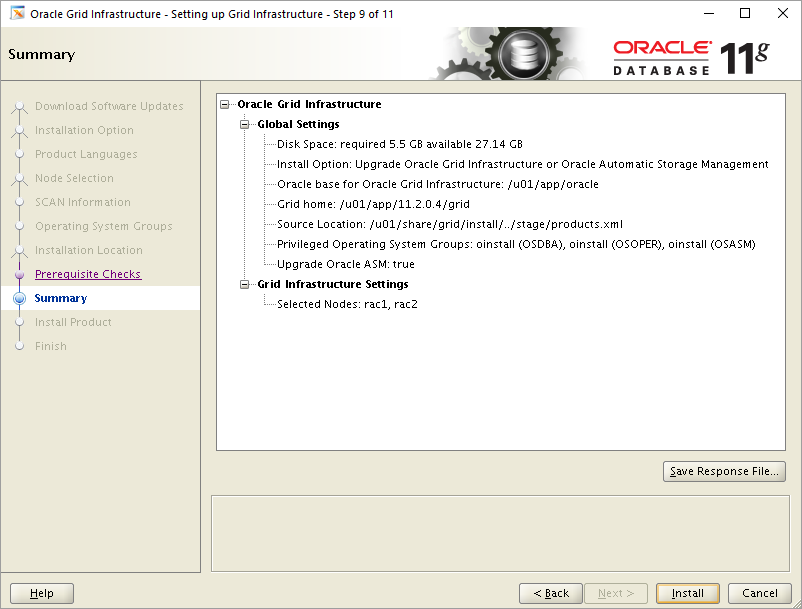 Oracle Grid Infrastructure - Setting up Grid Infrastructure - Step 9 of 11
Summary
ORACLE
DATABASE 11g
Download Software Updates
Installation Option
Product Languages
Node Selection
SCAN Information
Operating System Groups
Installation Location
Prerequisite Checks
Summary
Install Product
Finish
Oracle Grid Infrastructure
Global Settings
Disk Space: required 5.5 GB available 27.14 GB
Install Option: Upgrade Oracle Grid Infrastructure or Oracle Automatic Storage Management
Oracle base for Oracle Grid Infrastructure: /u01/app/oracle
Grid home: /u01/app/11.2.0.4/grid
Source Location: /u01/share/grid/install/../stage/products.xml
Privileged Operating System Groups: oinstall (OSDBA), oinstall (OSOPER), oinstall (OSASM)
Upgrade Oracle ASM: true
Grid Infrastructure Settings
Selected Nodes: rac1, rac2
Save Response File...
Help
< Back
Next >
Install
Cancel